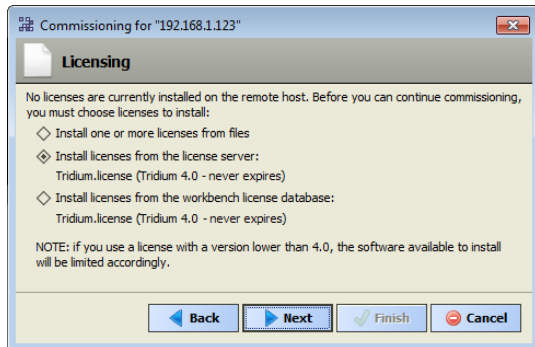 Commissioning for "192.168.1.123"
Licensing
No licenses are currently installed on the remote host. Before you can continue commissioning,
you must choose licenses to install:
Install one or more licenses from files
Install licenses from the license server:
Tridium.license (Tridium 4.0 - never expires)
Install licenses from the workbench license database:
Tridium.license (Tridium 4.0 - never expires)
NOTE: if you use a license with a version lower than 4.0, the software available to install
will be limited accordingly.
Back Next Finish Cancel